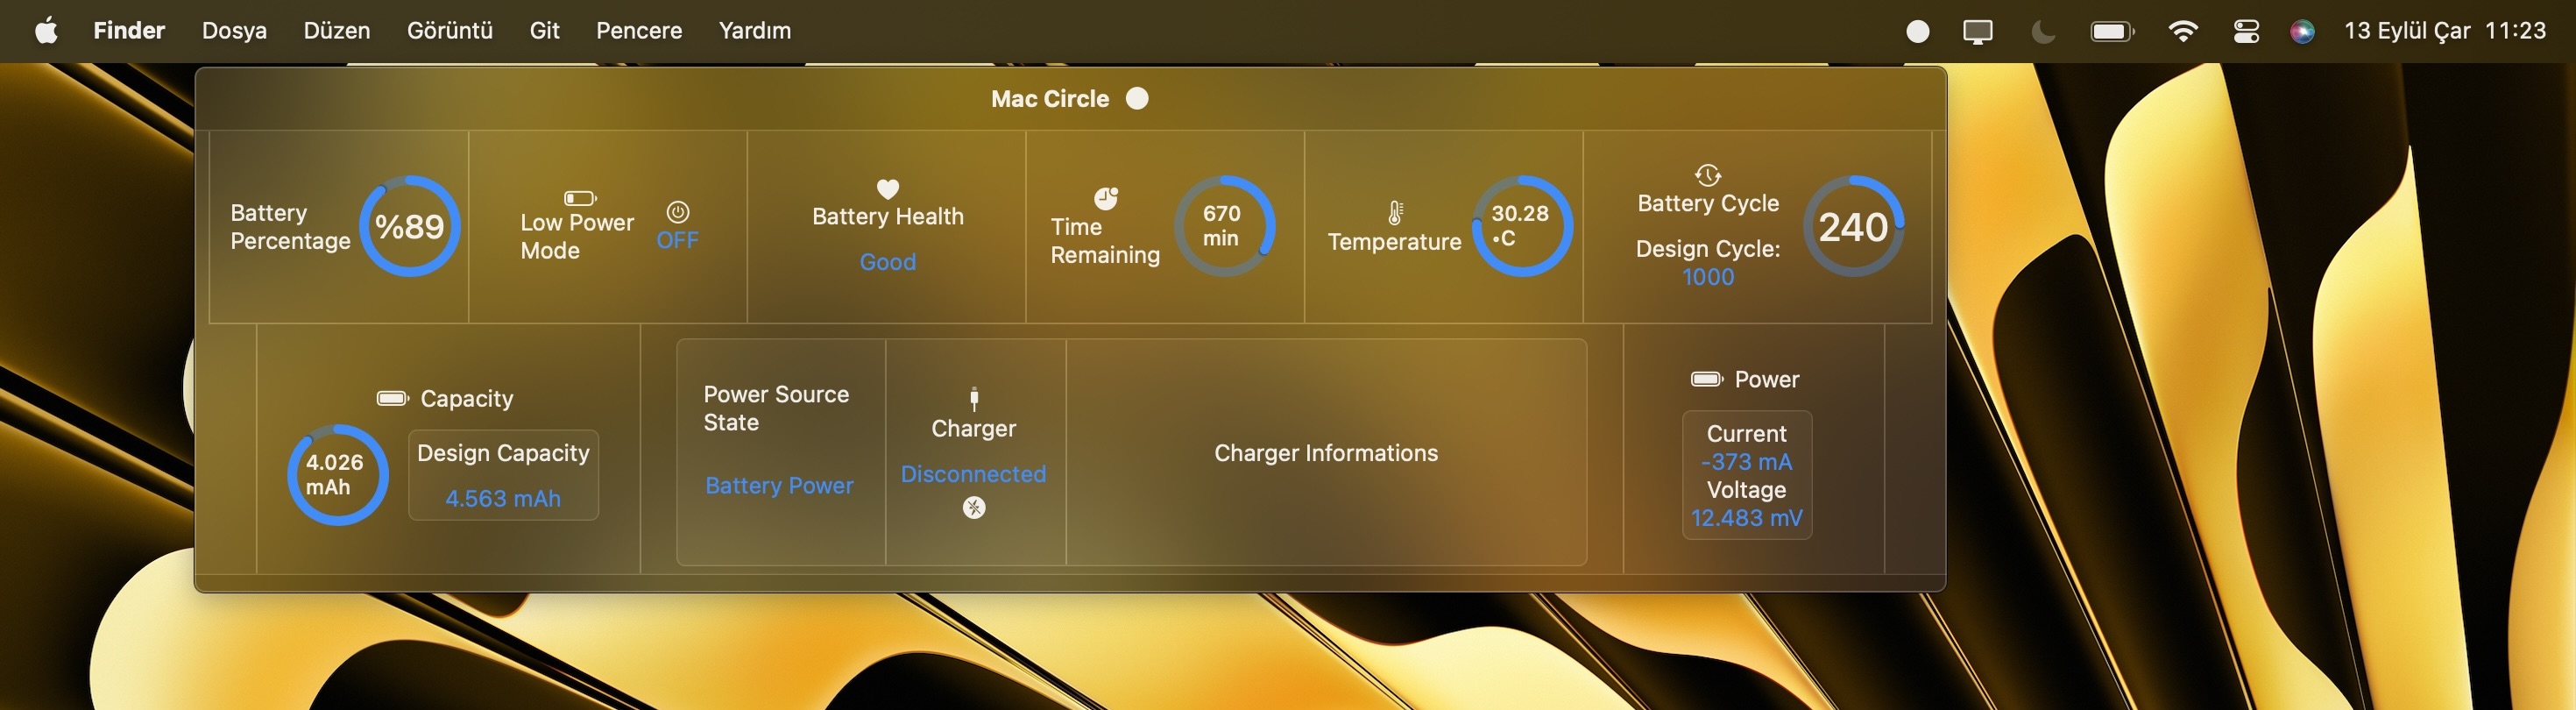 Finder Dosya Düzen Görüntü Git Pencere Yardım 13 Eylül Çar 11:23
Mac Circle
Battery
Percentage
%89
Low Power
Mode
OFF
Battery Health
Good
Time
Remaining
670
min
Temperature
30.28
•C
Battery Cycle
Design Cycle:
1000
240
Capacity
4.026
mAh
Design Capacity
4.563 mAh
Power Source
State
Battery Power
Charger
Disconnected
Charger Informations
Power
Current
-373 mA
Voltage
12.483 mV